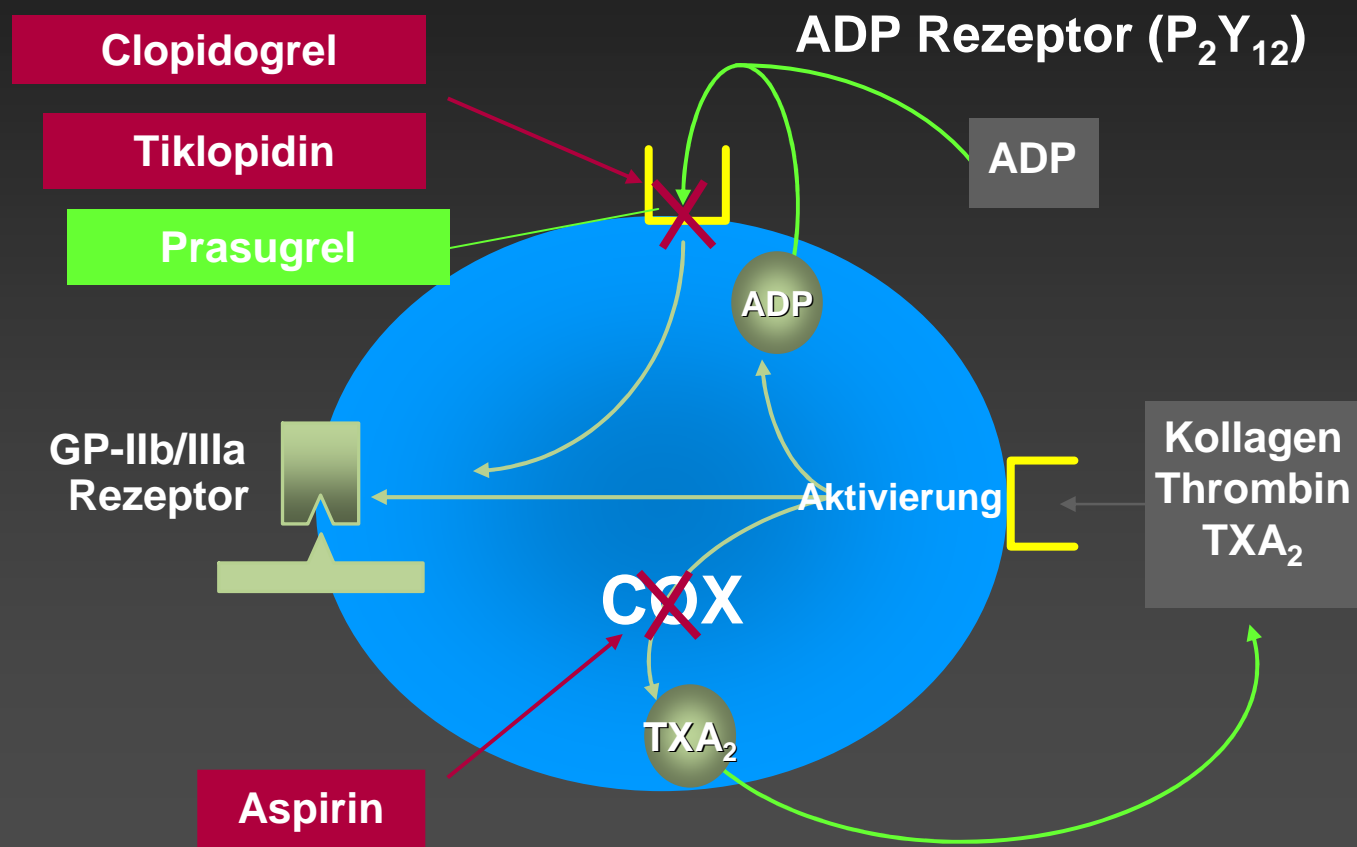 Clopidogrel
ADP Rezeptor (P₂Y₁₂)
Tiklopidin
ADP
Prasugrel
ADP
GP-IIb/IIIa
Rezeptor
Aktivierung
Kollagen
Thrombin
TXA₂
COX
TXA₂
Aspirin